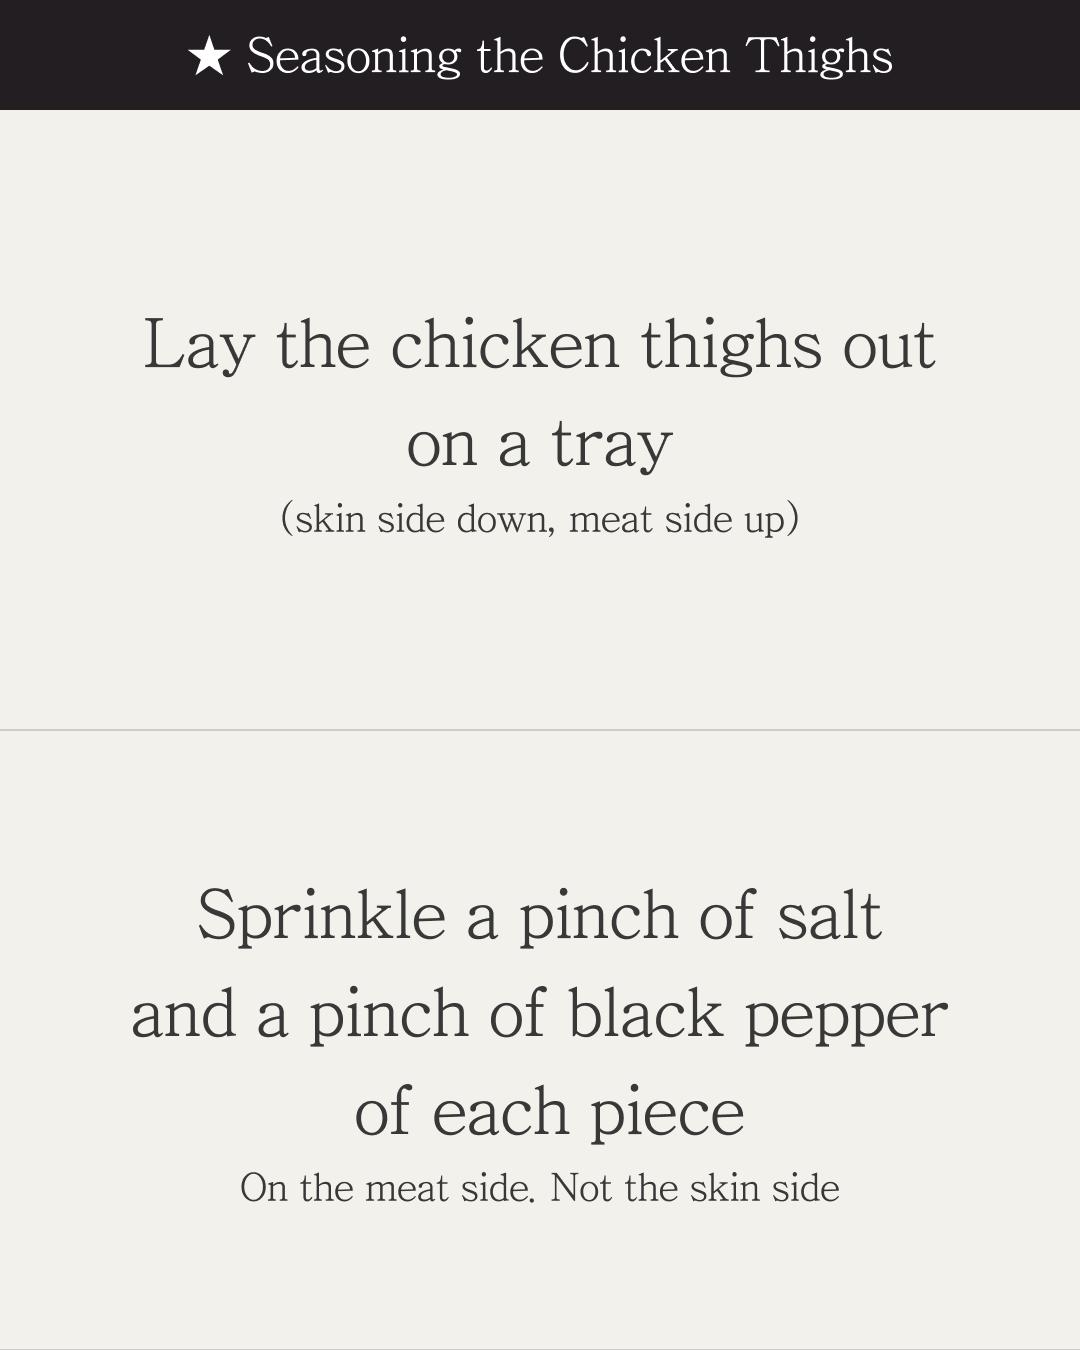 ★ Seasoning the Chicken Thighs
Lay the chicken thighs out
on a tray
(skin side down, meat side up)
Sprinkle a pinch of salt
and a pinch of black pepper
of each piece
On the meat side. Not the skin side